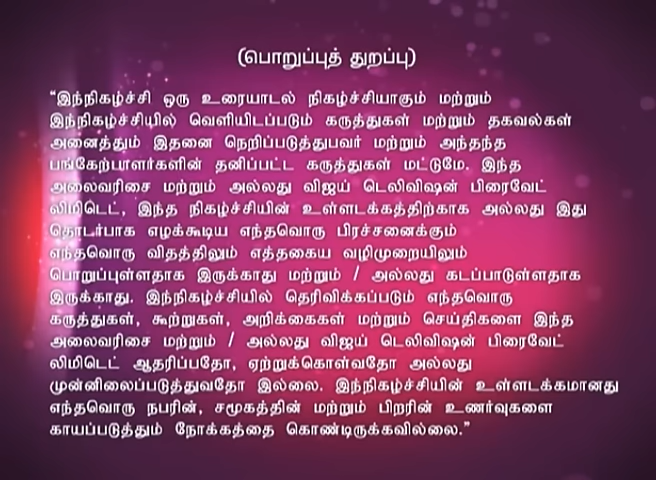 (பொறுப்புத் துறப்பு)
“இந்நிகழ்ச்சி ஒரு உரையாடல் நிகழ்ச்சியாகும் மற்றும்
இந்நிகழ்ச்சியில் வெளியிடப்படும் கருத்துகள் மற்றும் தகவல்கள்
அனைத்தும் இதனை நெறிப்படுத்துபவர் மற்றும் அந்தந்த
பங்கேற்பாளர்களின் தனிப்பட்ட கருத்துகள் மட்டுமே. இந்த
அலைவரிசை மற்றும் அல்லது விஜய் டெலிவிஷன் பிரைவேட்
லிமிடெட், இந்த நிகழ்ச்சியின் உள்ளடக்கத்திற்காக அல்லது இது
தொடர்பாக எழக்கூடிய எந்தவொரு பிரச்சனைக்கும்
எந்தவொரு விதத்திலும் எத்தகைய வழிமுறையிலும்
பொறுப்புள்ளதாக இருக்காது மற்றும் / அல்லது கடப்பாடுள்ளதாக
இருக்காது. இந்நிகழ்ச்சியில் தெரிவிக்கப்படும் எந்தவொரு
கருத்துகள், கூற்றுகள், அறிக்கைகள் மற்றும் செய்திகளை இந்த
அலைவரிசை மற்றும் / அல்லது விஜய் டெலிவிஷன் பிரைவேட்
லிமிடெட் ஆதரிப்பதோ, ஏற்றுக்கொள்வதோ அல்லது
முன்னிலைப்படுத்துவதோ இல்லை. இந்நிகழ்ச்சியின் உள்ளடக்கமானது
எந்தவொரு நபரின், சமூகத்தின் மற்றும் பிறரின் உணர்வுகளை
காயப்படுத்தும் நோக்கத்தை கொண்டிருக்கவில்லை.”